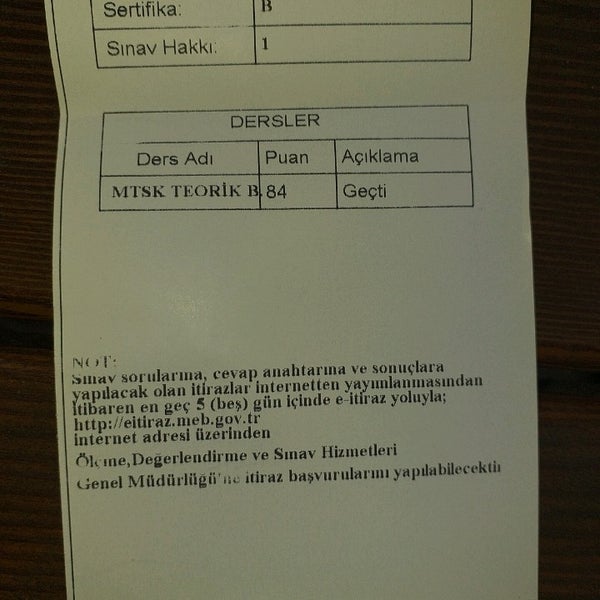 Sertifika: B
Sınav Hakkı: 1
DERSLER
Ders Adı Puan Açıklama
MTSK TEORİK B. 84 Geçti
NOT:
Sınav sorularına, cevap anahtarına ve sonuçlara
yapılacak olan itirazlar internetten yayınlanmasından
itibaren en geç 5 (beş) gün içinde e-itiraz yoluyla;
http://eitiraz.meb.gov.tr
internet adresi üzerinden
Ölçme,Değerlendirme ve Sınav Hizmetleri
Genel Müdürlüğü'ne itiraz başvurularını yapılabilecektir